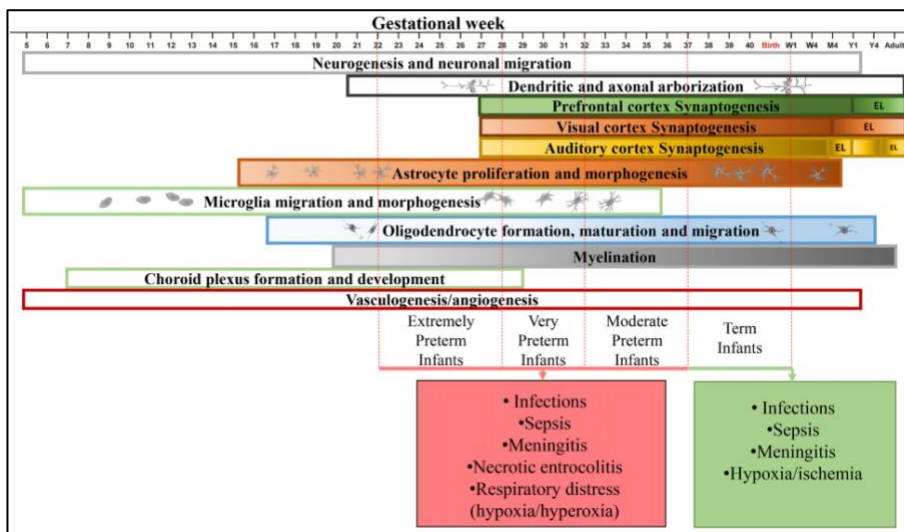 Gestational week
5 7 8 9 10 11 12 13 14 15 16 17 18 19 20 21 22 23 24 25 26 27 28 29 30 31 32 33 34 35 36 37 38 39 40 Birth W1 W4 M4 Y1 Y4 Adult
Neurogenesis and neuronal migration
Dendritic and axonal arborization
Prefrontal cortex Synaptogenesis EL
Visual cortex Synaptogenesis EL
Auditory cortex Synaptogenesis EL EL
Astrocyte proliferation and morphogenesis
Microglia migration and morphogenesis
Oligodendrocyte formation, maturation and migration
Myelination
Choroid plexus formation and development
Vasculogenesis/angiogenesis
Extremely
Preterm
Infants
Very
Preterm
Infants
Moderate
Preterm
Infants
Term
Infants
• Infections
•Sepsis
•Meningitis
•Necrotic entrocolitis
•Respiratory distress
(hypoxia/hyperoxia)
• Infections
•Sepsis
•Meningitis
•Hypoxia/ischemia